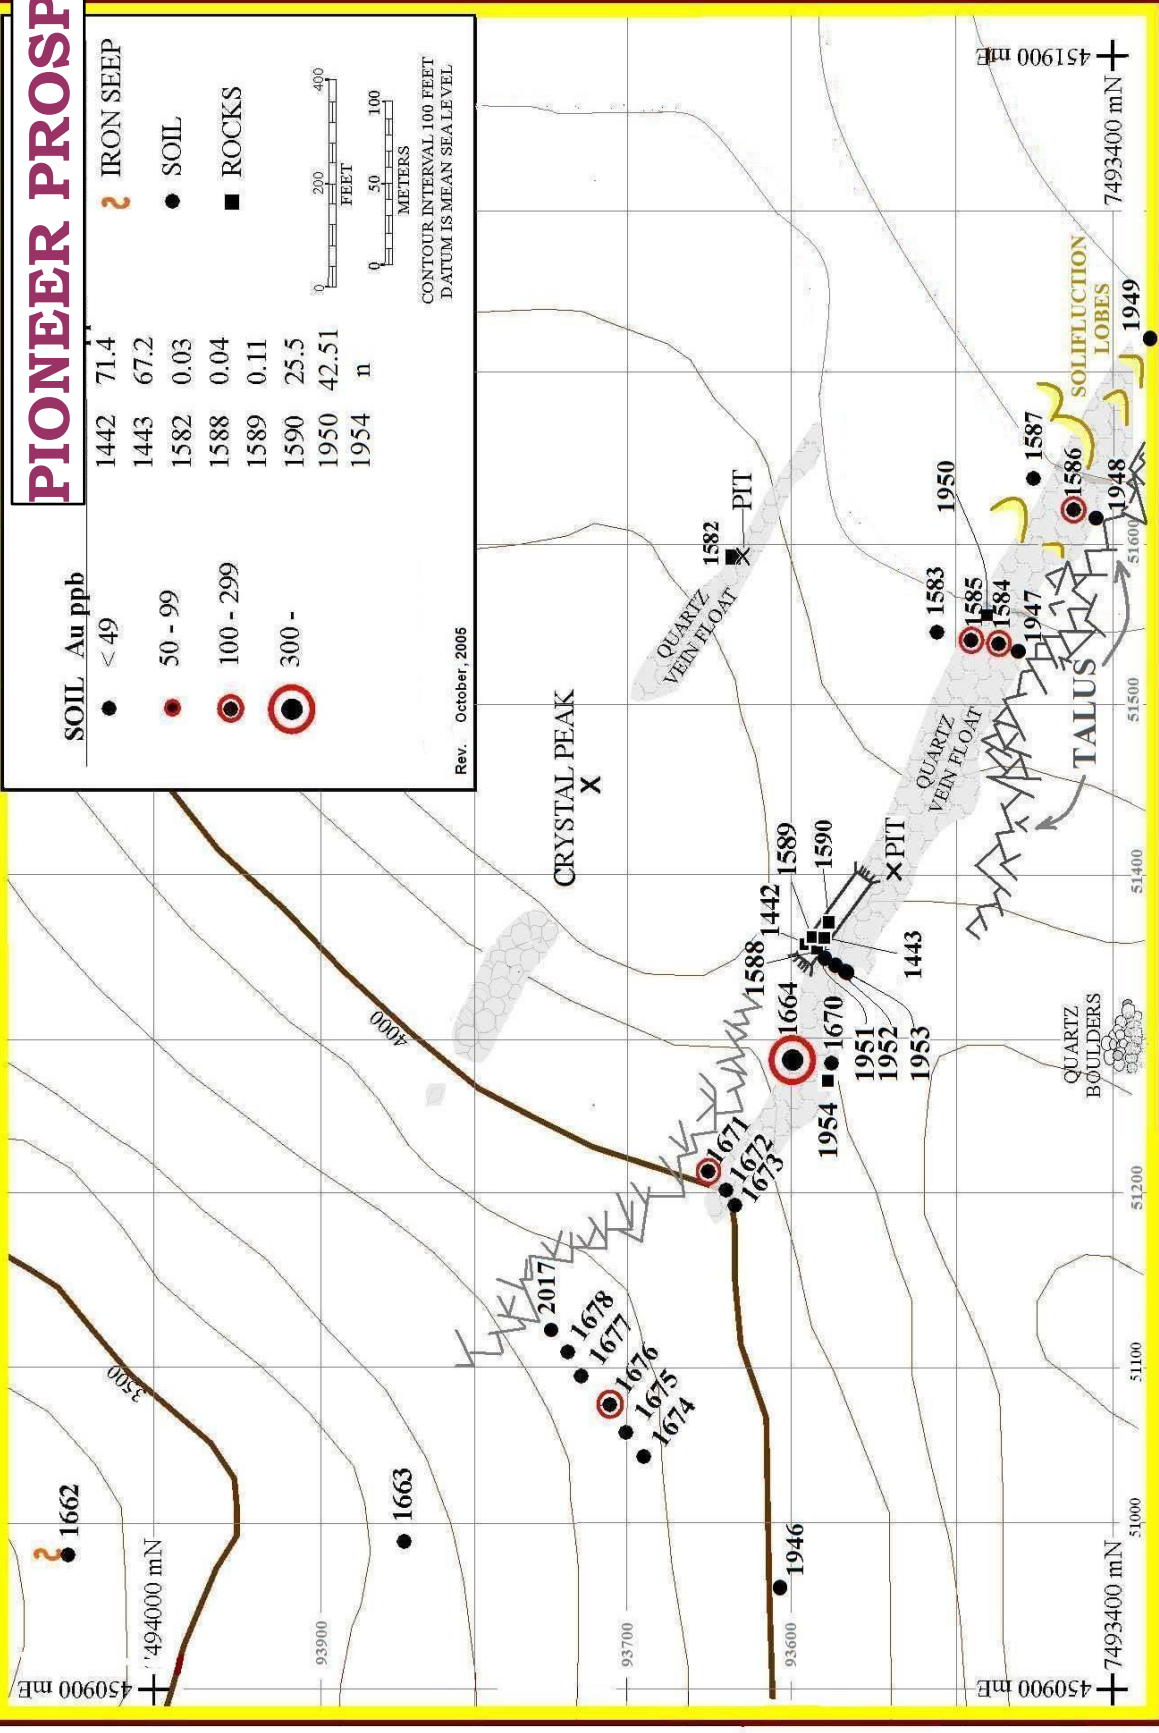 PIONEER PROSP
SOIL Au ppb
< 49
50 - 99
100 - 299
300 -
1442 71.4
1443 67.2
1582 0.03
1588 0.04
1589 0.11
1590 25.5
1950 42.51
1954 n
IRON SEEP
SOIL
ROCKS
0 200 400
FEET
0 50 100
METERS
CONTOUR INTERVAL 100 FEET
DATUM IS MEAN SEA LEVEL
Rev. October, 2005
450900 mE
494000 mN
1662
3500
1663
4000
93900
CRYSTAL PEAK
X
2017
1678
1677
1676
1675
1674
93700
QUARTZ
VEIN FLOAT
1582
PIT
1671
1672
1673
1946
93600
1664
1670
1954
1588
1442
1589
1590
1443
1951
1952
1953
PIT
QUARTZ
VEIN FLOAT
1583
1585
1950
1584
1947
1587
1586
1948
SOLIFLUCTION
LOBES
1949
TALUS
QUARTZ
BOULDERS
450900 mE
7493400 mN
51000
51100
51200
51400
51500
51600
7493400 mN
451900 mE